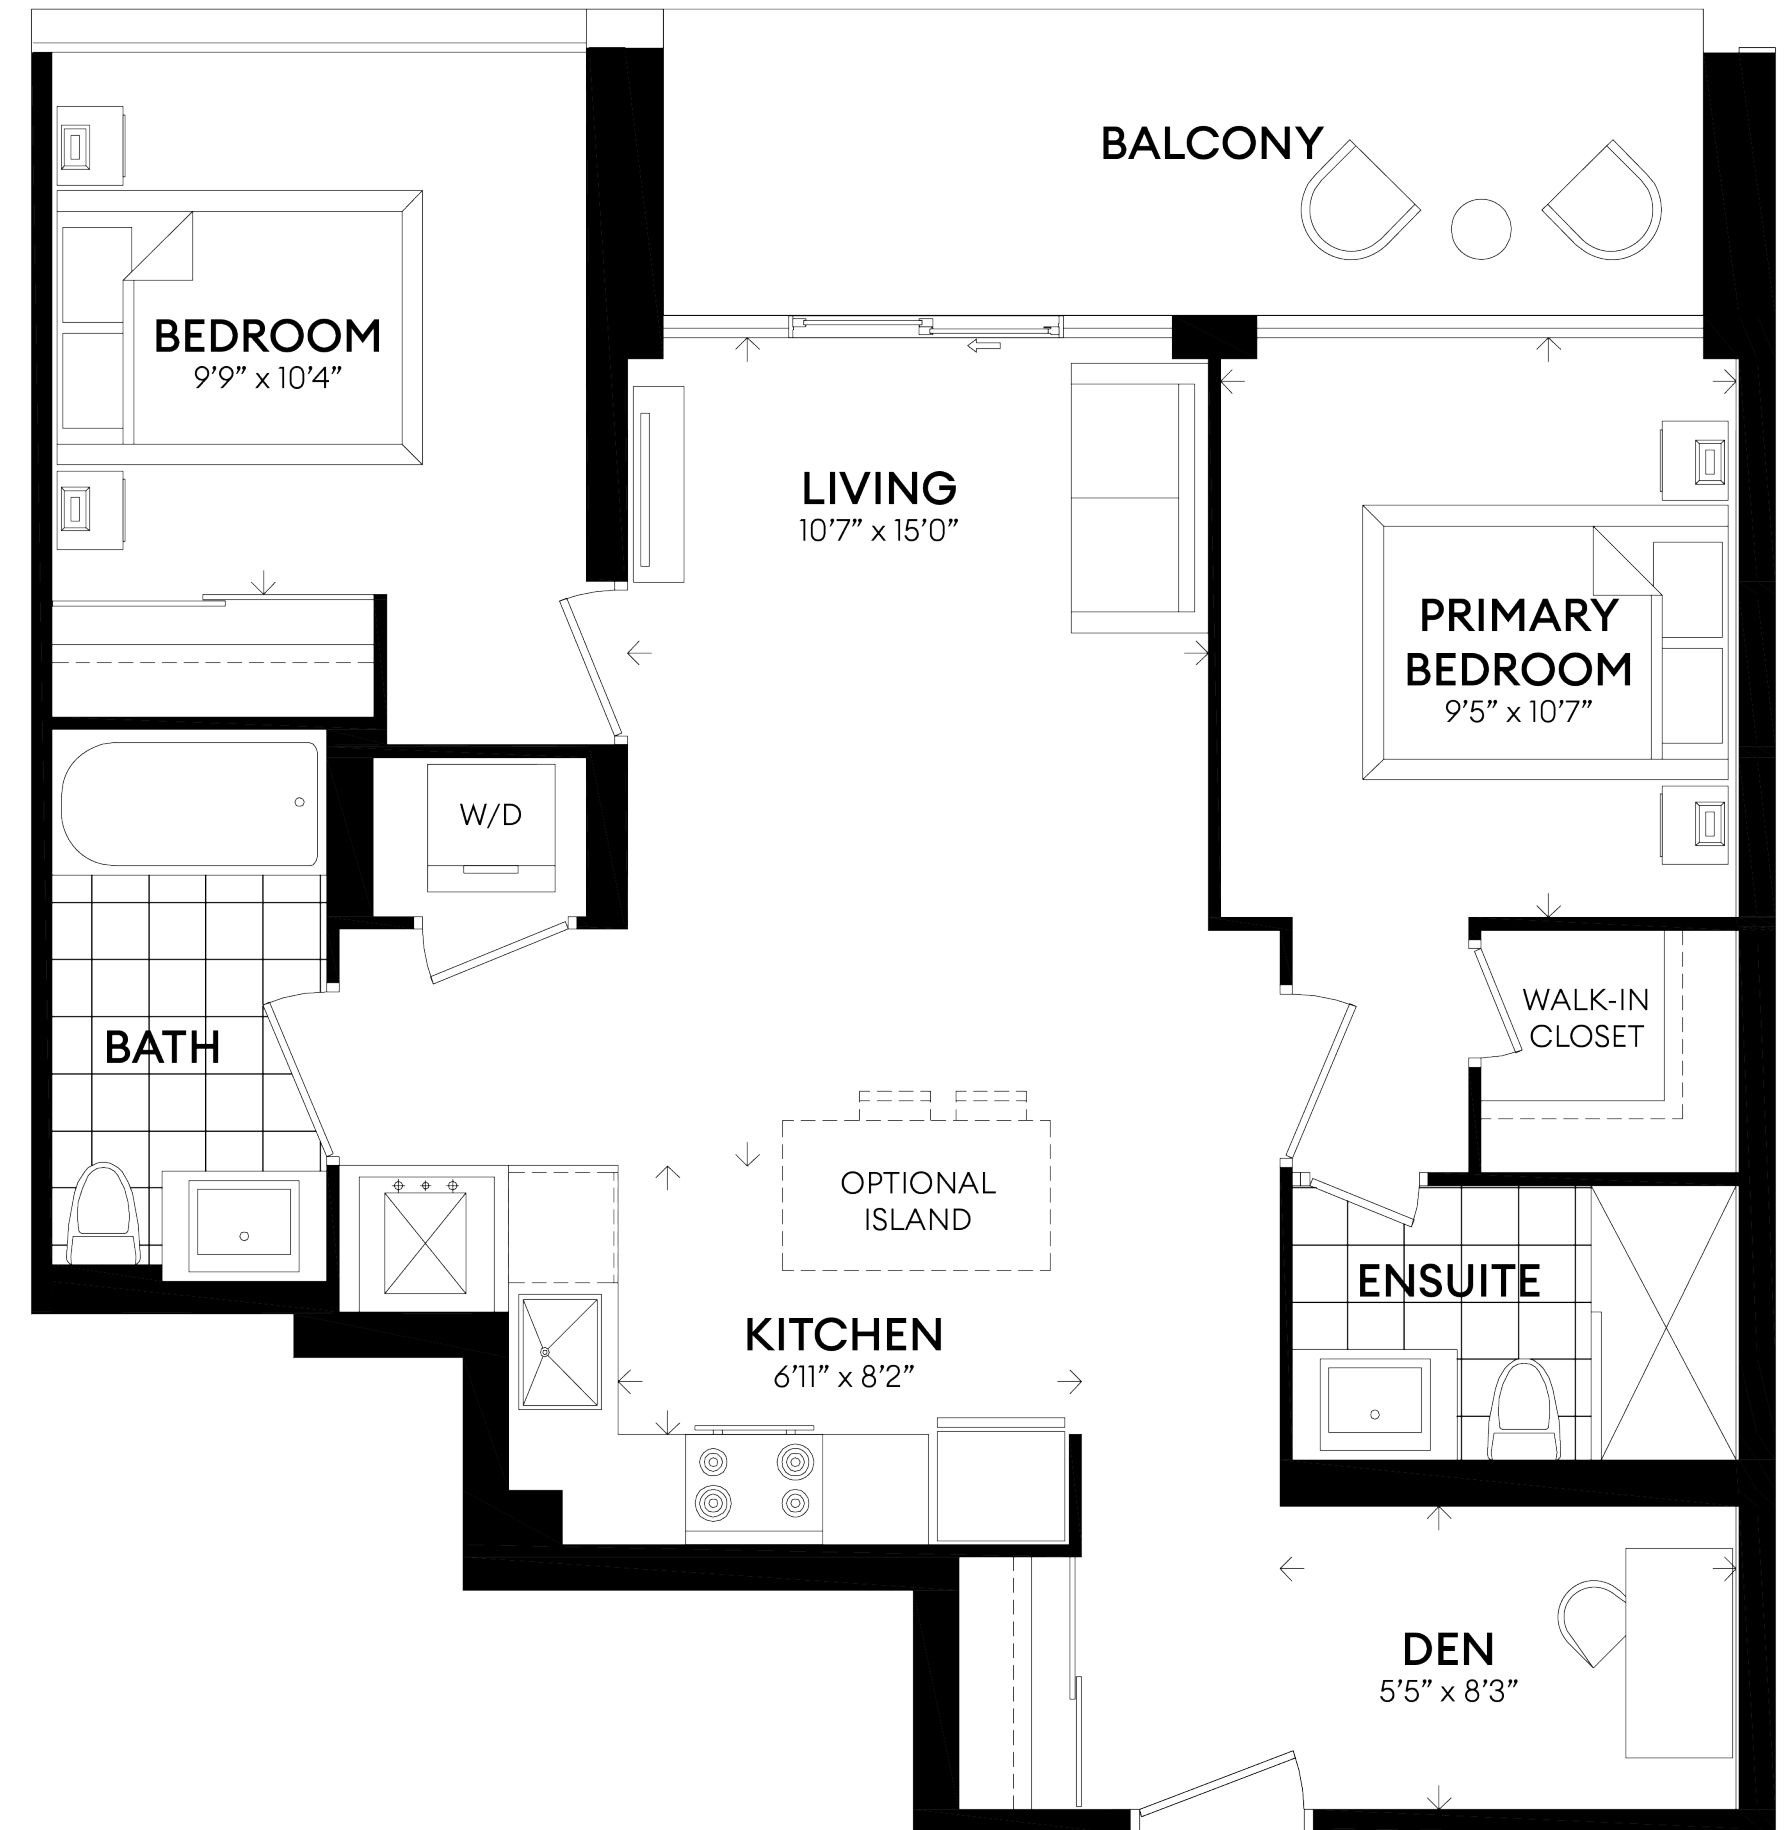 BALCONY
BEDROOM
9’9” x 10’4”
LIVING
10’7” x 15’0”
PRIMARY
BEDROOM
9’5” x 10’7”
W/D
WALK-IN
CLOSET
BATH
OPTIONAL
ISLAND
ENSUITE
KITCHEN
6’11” x 8’2”
DEN
5’5” x 8’3”